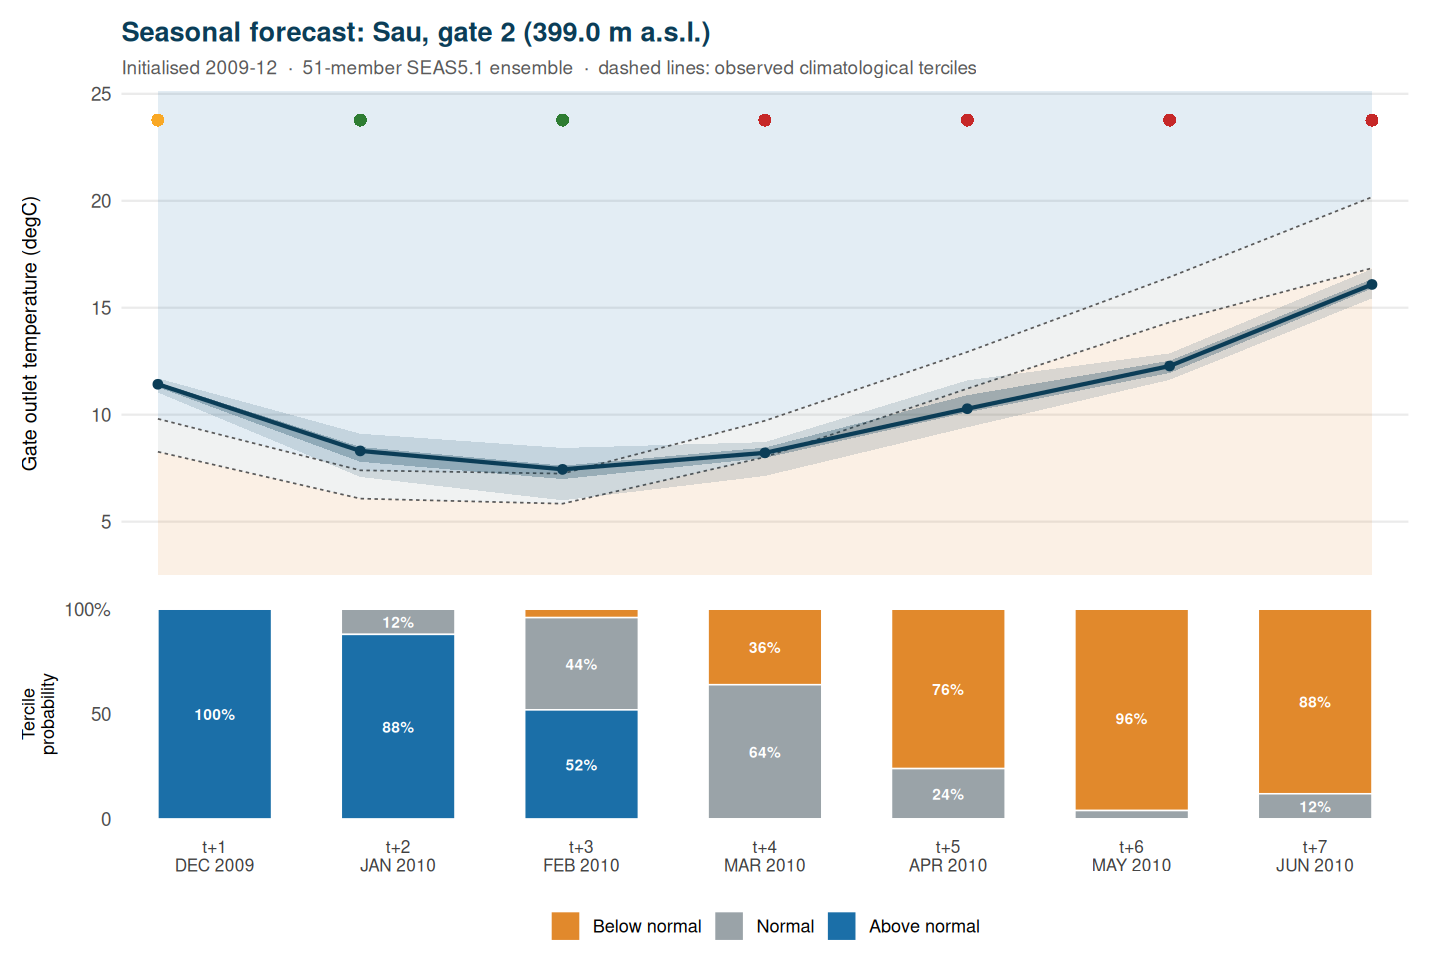 Seasonal forecast: Sau, gate 2 (399.0 m a.s.l.)
Initialised 2009-12 · 51-member SEAS5.1 ensemble · dashed lines: observed climatological terciles
Gate outlet temperature (degC)
25
20
15
10
5
Tercile
probability
100%
50
0
100%
12%
88%
44%
52%
36%
64%
76%
24%
96%
88%
12%
t+1
DEC 2009
t+2
JAN 2010
t+3
FEB 2010
t+4
MAR 2010
t+5
APR 2010
t+6
MAY 2010
t+7
JUN 2010
Below normal
Normal
Above normal